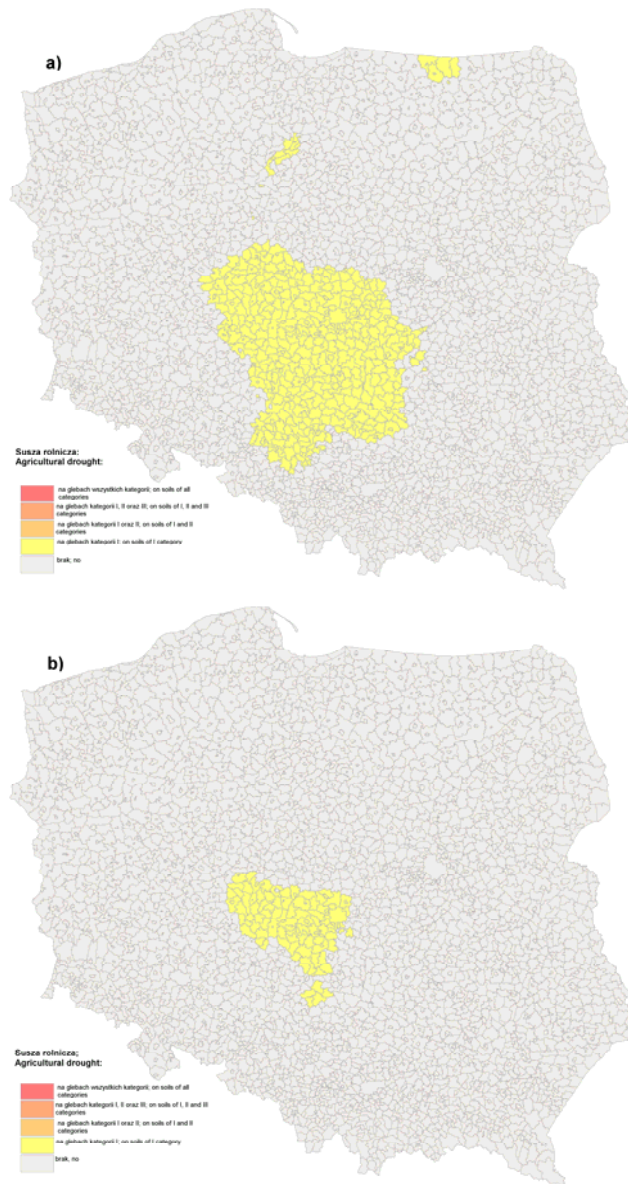 a)
Susza rolnicza:
Agricultural drought:
na glebach wszystkich kategorii; on soils of all
categories
na glebach kategorii I, II oraz III; on soils of I, II and III
categories
na glebach kategorii I oraz II, on soils of I and II
categories
na glebach kategorii I; on soils of I category
brak; no
b)
Susza rolnicza;
Agricultural drought:
na glebach wszystkich kategorii; on soils of all
categories
na glebach kategorii I, II oraz III; on soils of I, II and III
categories
na glebach kategorii I oraz II, on soils of I and II
categories
na glebach kategorii I; on soils of I category
brak, no